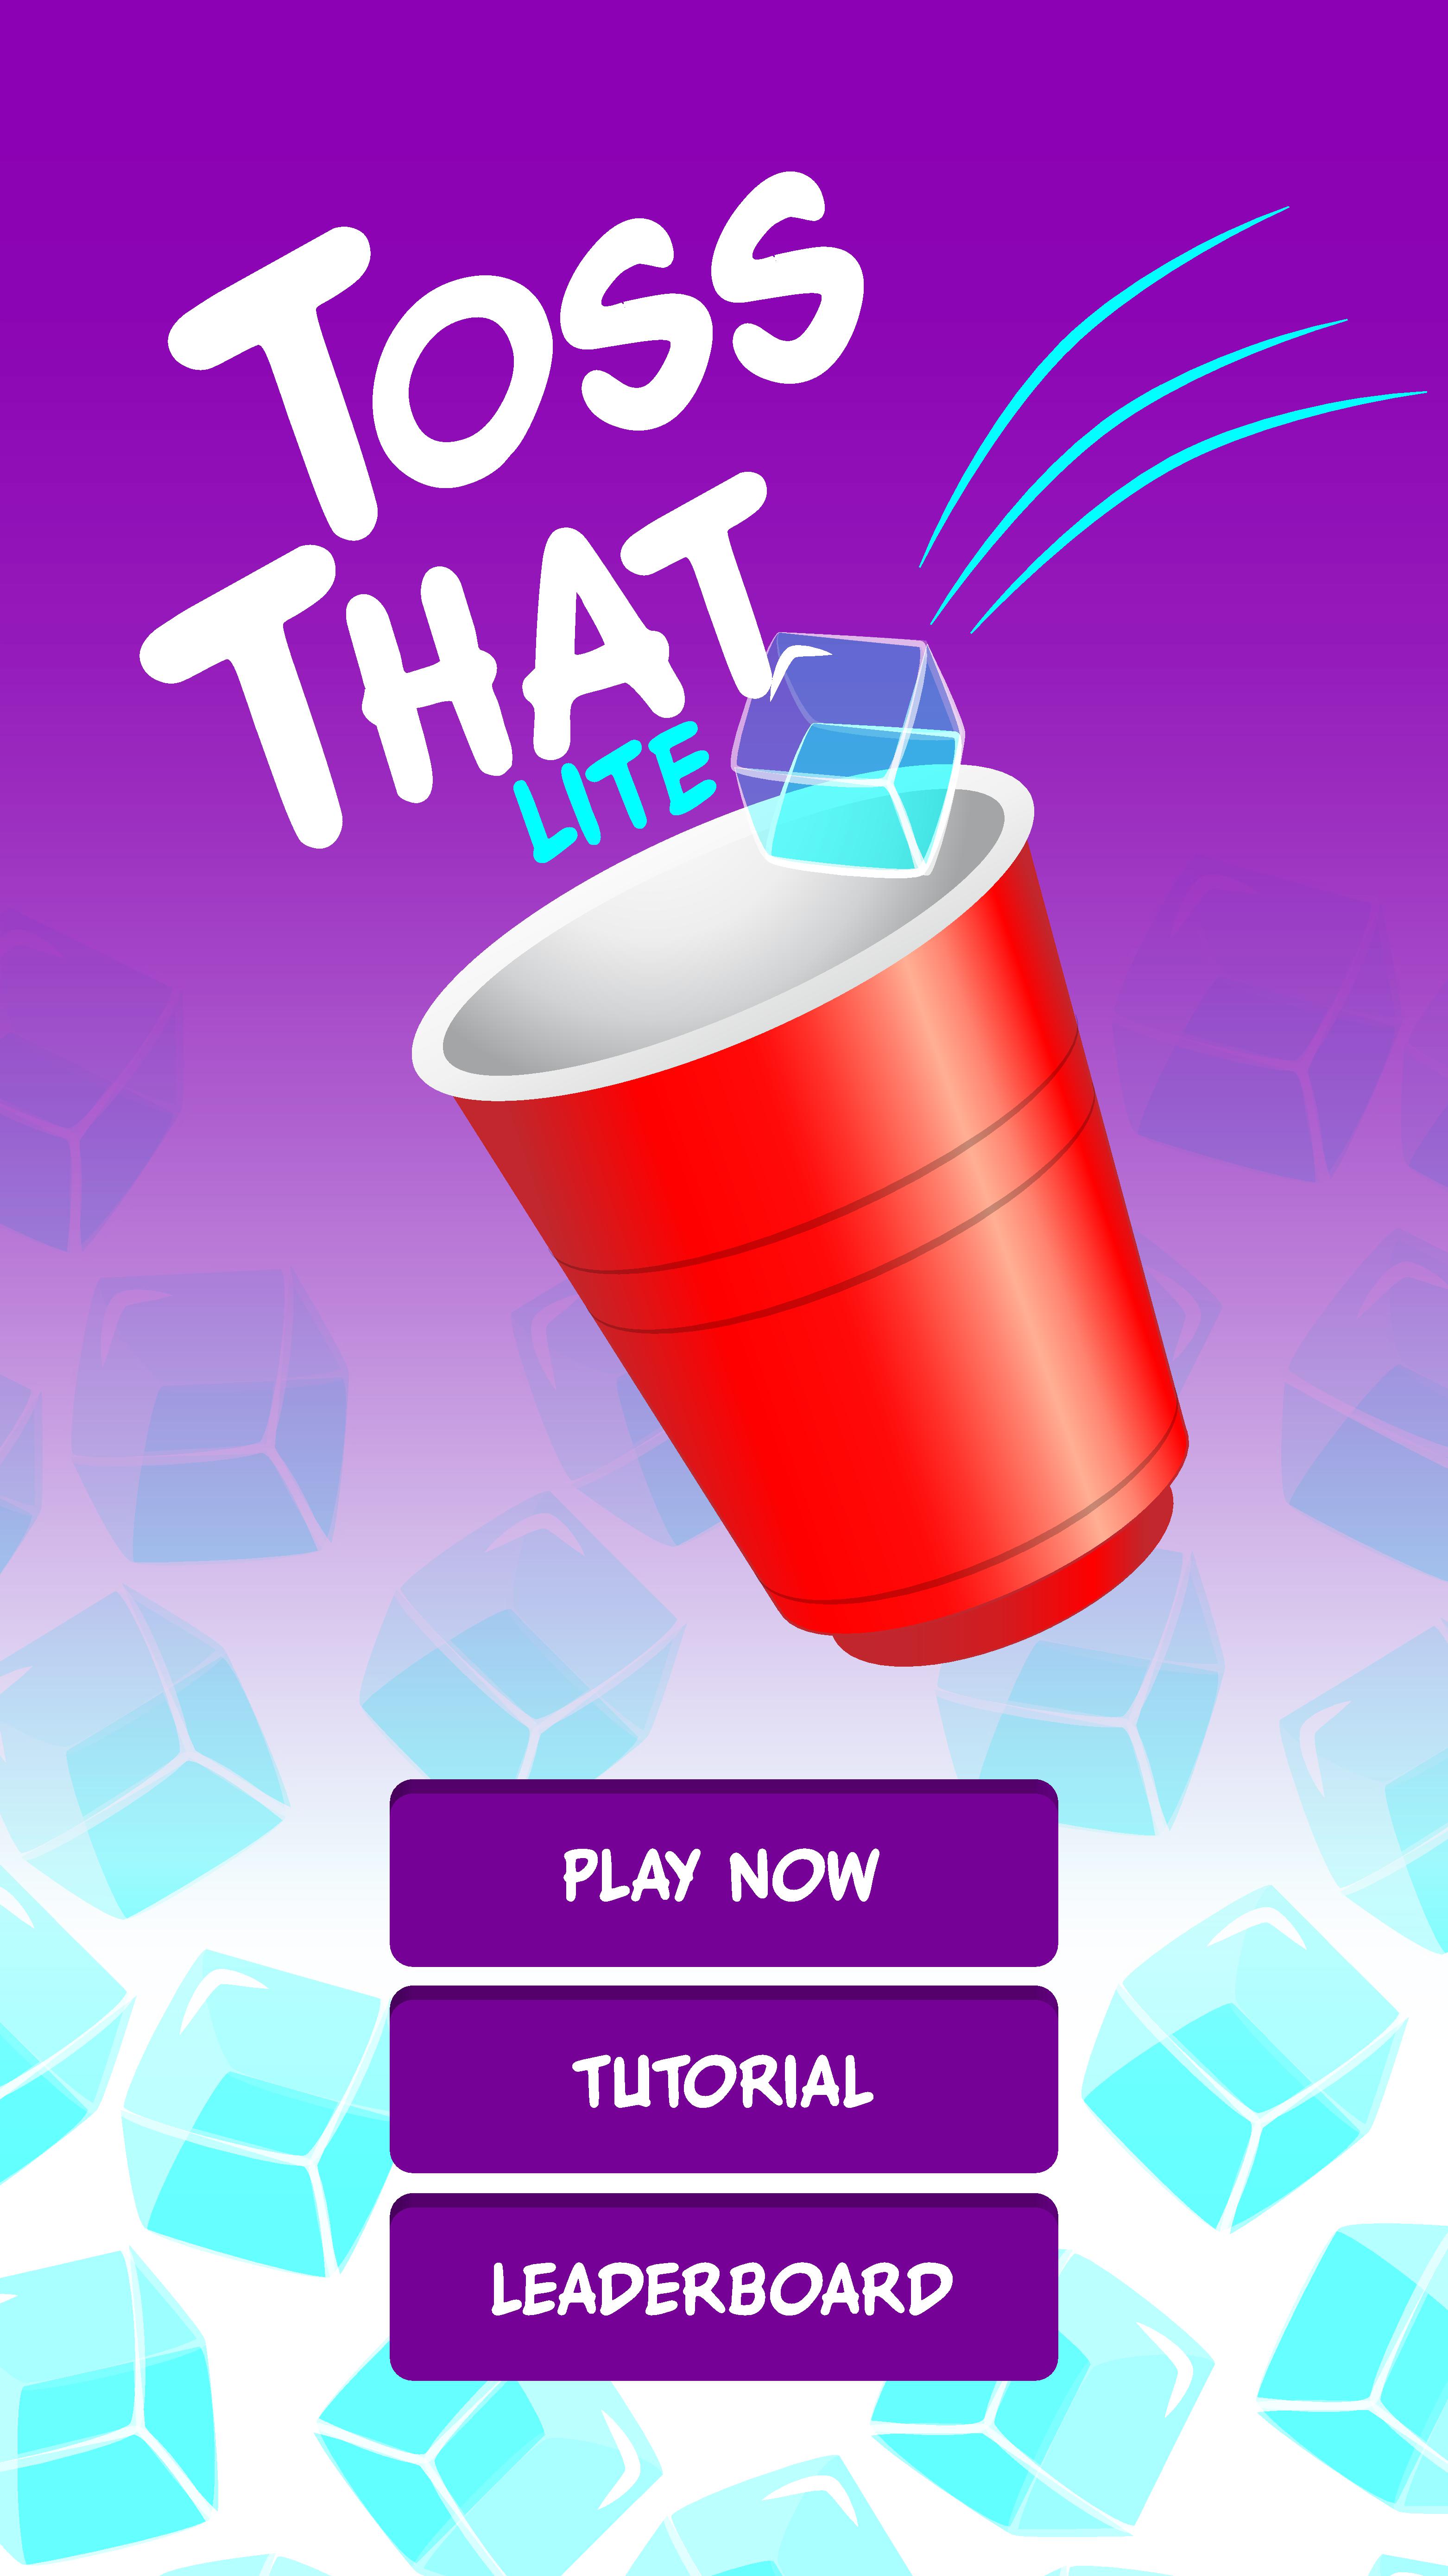 TOSS
THAT
LITE
PLAY NOW
TUTORIAL
LEADERBOARD